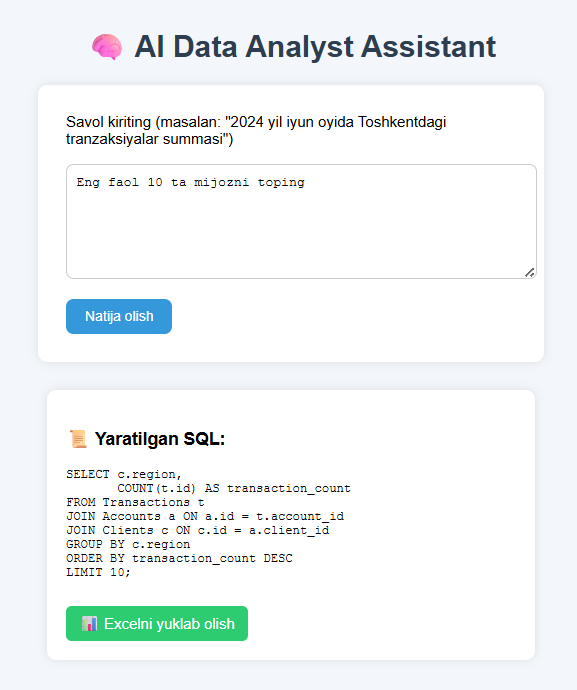 🧠 AI Data Analyst Assistant
Savol kiriting (masalan: "2024 yil iyun oyida Toshkentdagi
tranzaksiyalar summasi")
Eng faol 10 ta mijozni toping
Natija olish
📜 Yaratilgan SQL:
SELECT c.region,
       COUNT(t.id) AS transaction_count
FROM Transactions t
JOIN Accounts a ON a.id = t.account_id
JOIN Clients c ON c.id = a.client_id
GROUP BY c.region
ORDER BY transaction_count DESC
LIMIT 10;
📊 Excelni yuklab olish